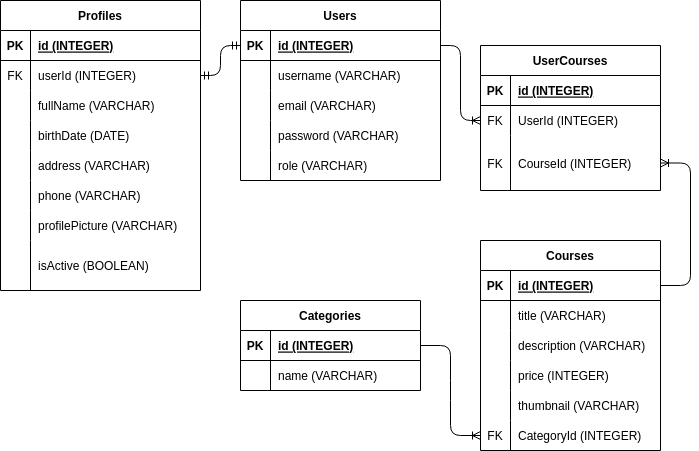 Profiles
PK id (INTEGER)
FK userId (INTEGER)
fullName (VARCHAR)
birthDate (DATE)
address (VARCHAR)
phone (VARCHAR)
profilePicture (VARCHAR)
isActive (BOOLEAN)
Users
PK id (INTEGER)
username (VARCHAR)
email (VARCHAR)
password (VARCHAR)
role (VARCHAR)
UserCourses
PK id (INTEGER)
FK UserId (INTEGER)
FK CourseId (INTEGER)
Categories
PK id (INTEGER)
name (VARCHAR)
Courses
PK id (INTEGER)
title (VARCHAR)
description (VARCHAR)
price (INTEGER)
thumbnail (VARCHAR)
FK CategoryId (INTEGER)